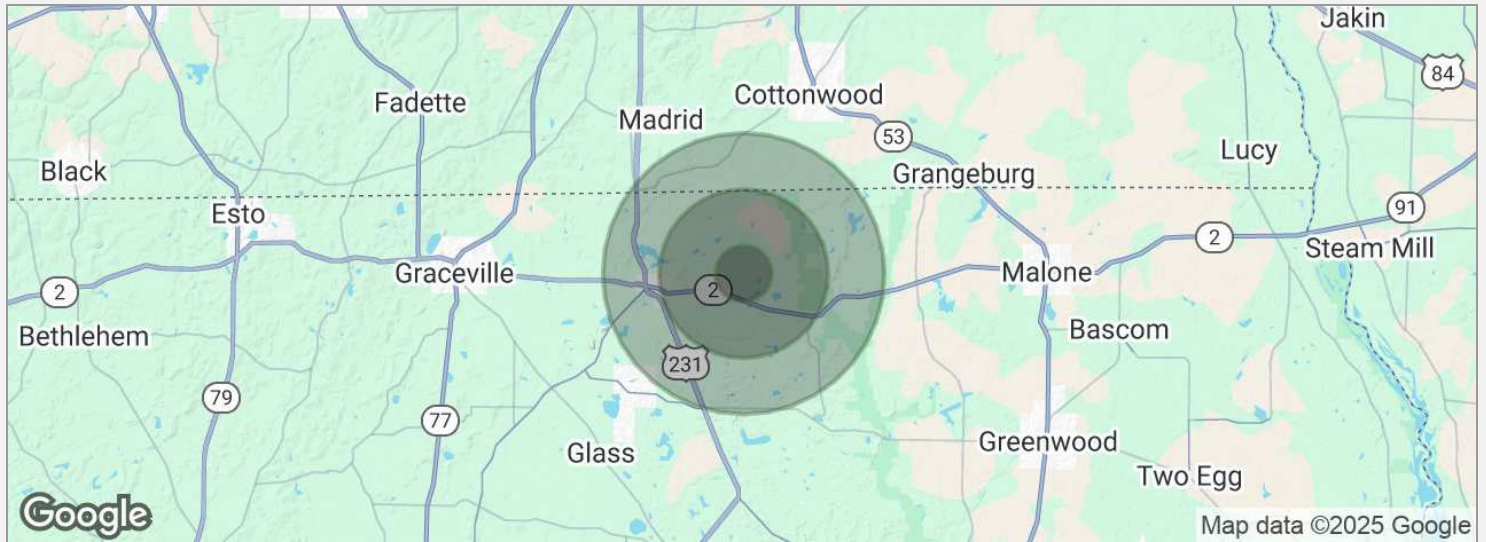 Jakin
84
Fadette
Cottonwood
Madrid
53
Lucy
Black
Grangeburg
Esto
91
2
Steam Mill
Graceville
Malone
2
2
Bethlehem
Bascom
231
79
77
Glass
Greenwood
Two Egg
Google
Map data ©2025 Google